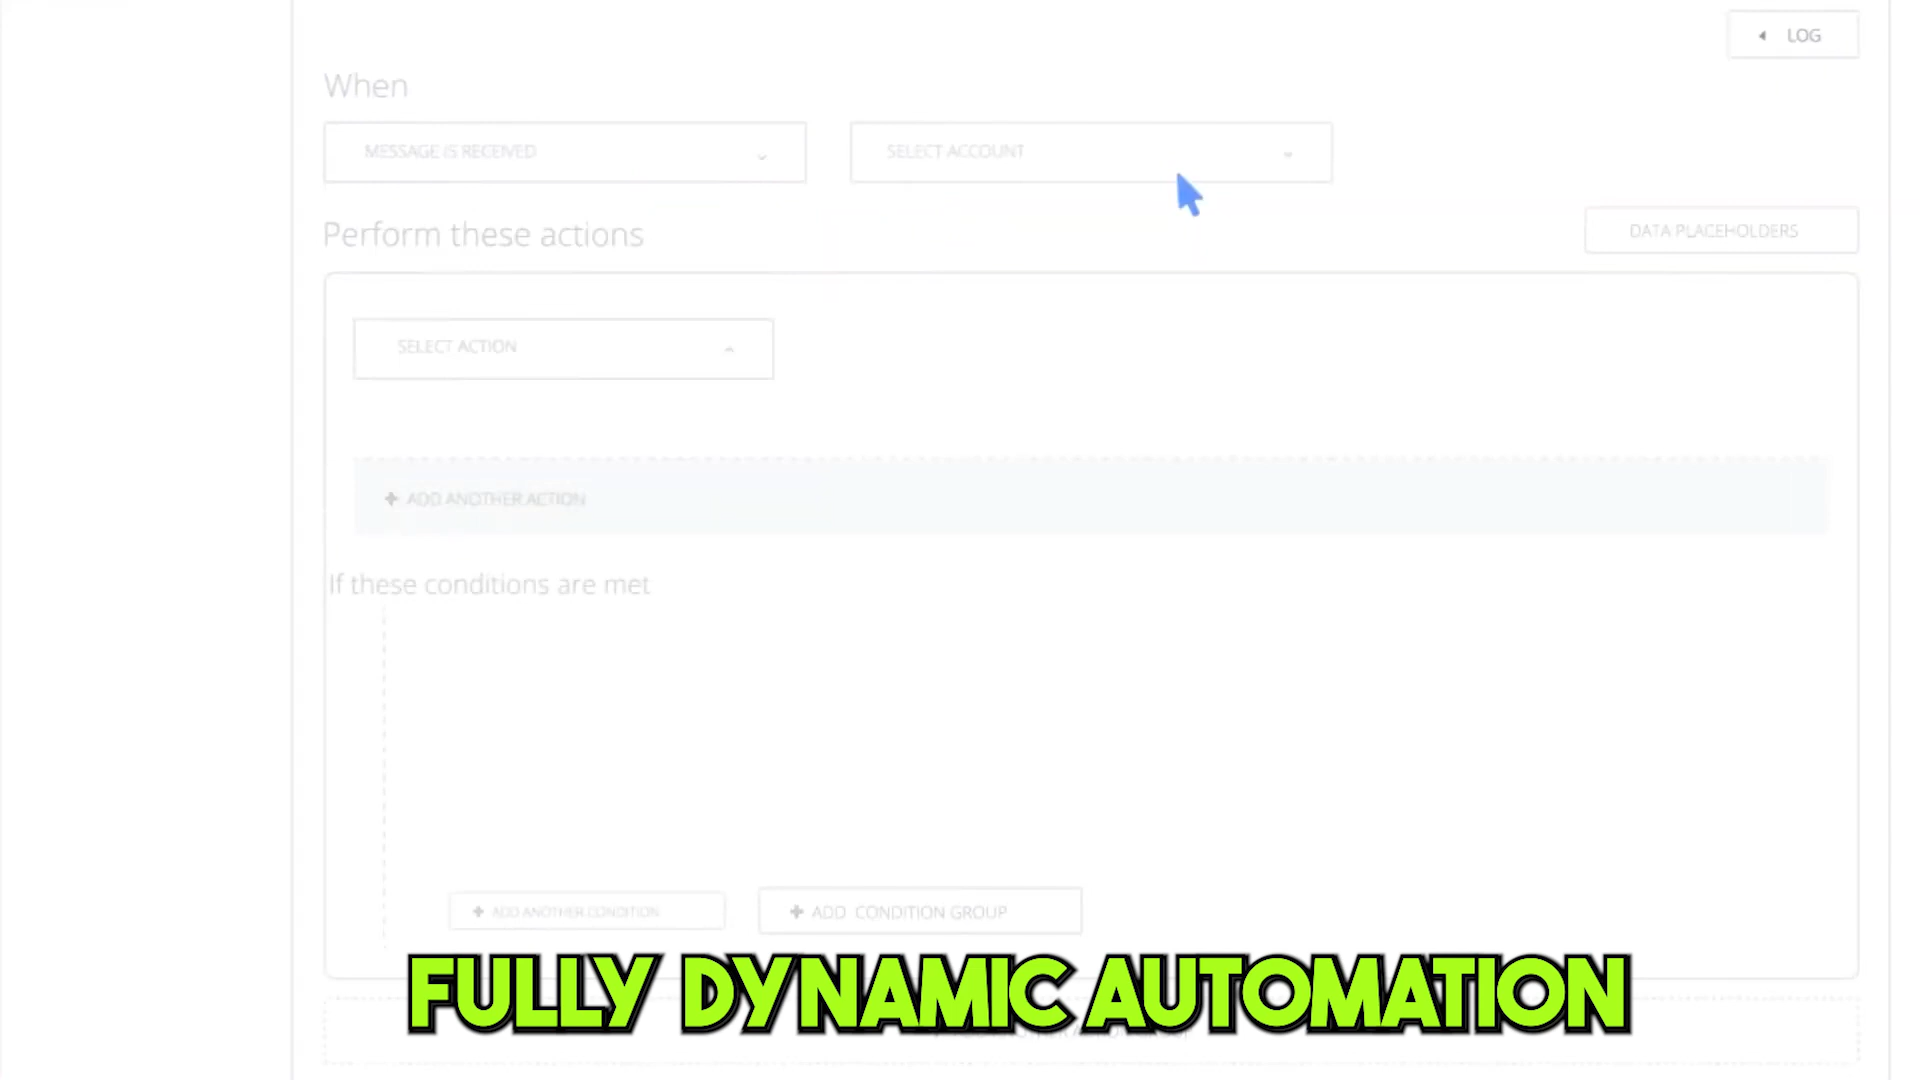 LOG
When
MESSAGE IS RECEIVED
SELECT ACCOUNT
Perform these actions
DATA PLACEHOLDERS
SELECT ACTION
+ ADD ANOTHER ACTION
If these conditions are met
+ ADD ANOTHER CONDITION
+ ADD CONDITION GROUP
FULLY DYNAMIC AUTOMATION